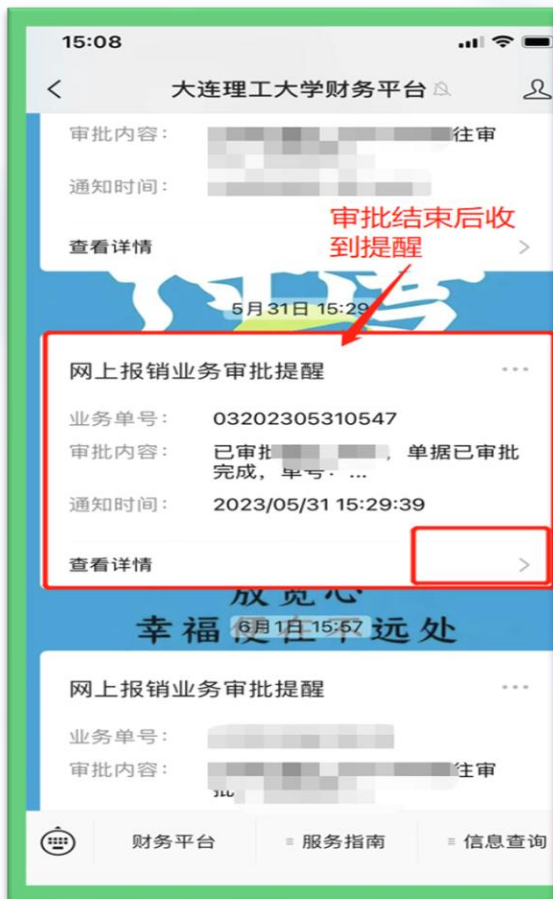 15:08
大连理工大学财务平台
审批内容：
往审
通知时间：
审批结束后收
到提醒
查看详情
5月31日 15:29
网上报销业务审批提醒
业务单号：
03202305310547
审批内容：
已审批 ，单据已审批
完成，单号：...
通知时间：
2023/05/31 15:29:39
查看详情
放宽心
幸福便在不远处
6月1日 15:57
网上报销业务审批提醒
业务单号：
审批内容：
往审
批
财务平台
服务指南
信息查询